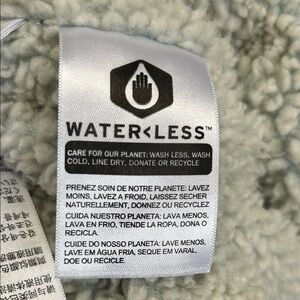 WATER<LESS™
CARE FOR OUR PLANET: WASH LESS, WASH
COLD, LINE DRY, DONATE OR RECYCLE
PRENEZ SOIN DE NOTRE PLANETE: LAVEZ
MOINS, LAVEZ A FROID, LAISSEZ SECHER
NATURELLEMENT, DONNEZ OU RECYCLEZ
CUIDA NUESTRO PLANETA: LAVA MENOS,
LAVA EN FRIO, TIENDE LA ROPA, DONA O
RECICLA.
CUIDE DO NOSSO PLANETA: LAVE MENOS,
LAVE EM ÁGUA FRIA, SEQUE EM VARAL,
DOE OU RECICLE.